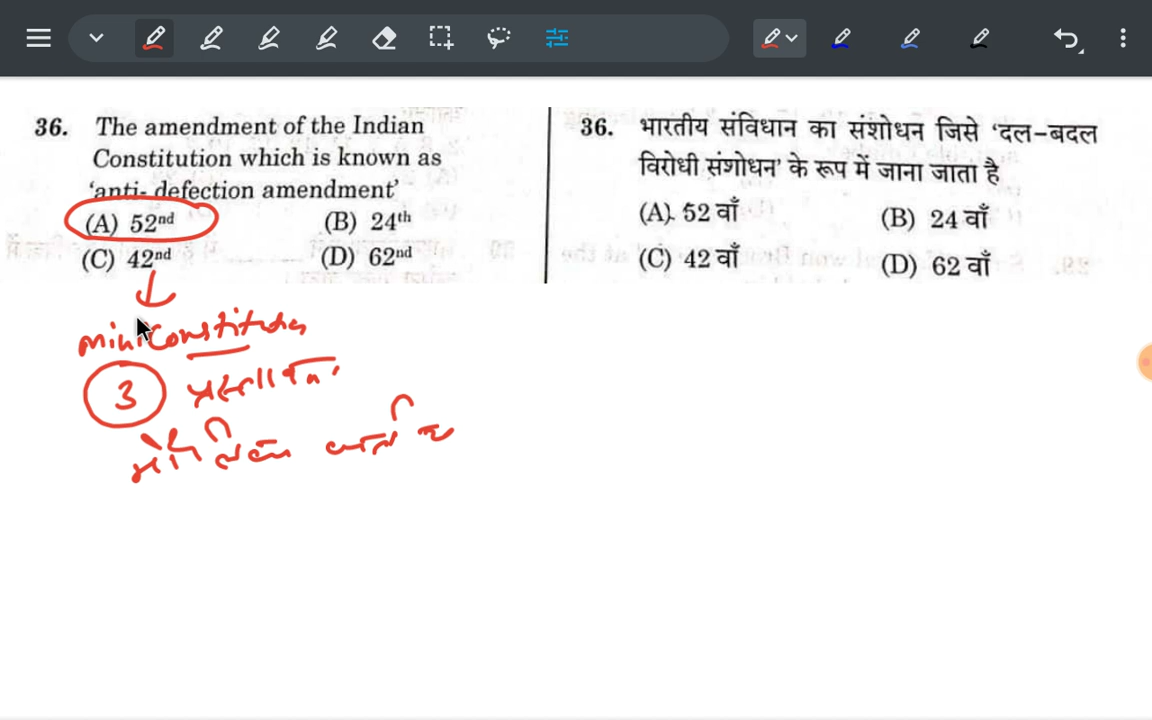 36. The amendment of the Indian
Constitution which is known as
‘anti- defection amendment’
(A) 52nd (B) 24th
(C) 42nd (D) 62nd
36. भारतीय संविधान का संशोधन जिसे ‘दल-बदल
विरोधी संशोधन’ के रूप में जाना जाता है
(A). 52 वाँ (B) 24 वाँ
(C) 42 वाँ (D) 62 वाँ
mini constitution
3